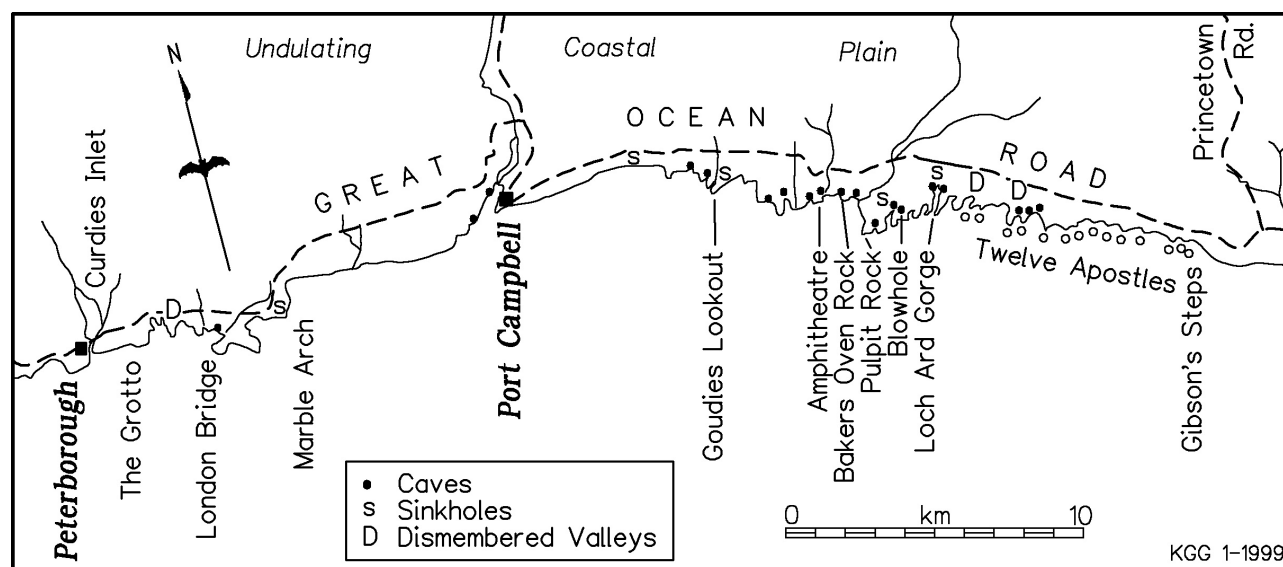 N
Undulating
Coastal
Plain
Princetown
Rd.
Curdies Inlet
GREAT
OCEAN
ROAD
S
S
S
S
S
D
D
D
Peterborough
The Grotto
London Bridge
Marble Arch
Port Campbell
Goudies Lookout
Amphitheatre
Bakers Oven Rock
Pulpit Rock
Blowhole
Loch Ard Gorge
Twelve Apostles
Gibson's Steps
Caves
S Sinkholes
D Dismembered Valleys
0 km 10
KGG 1-1999